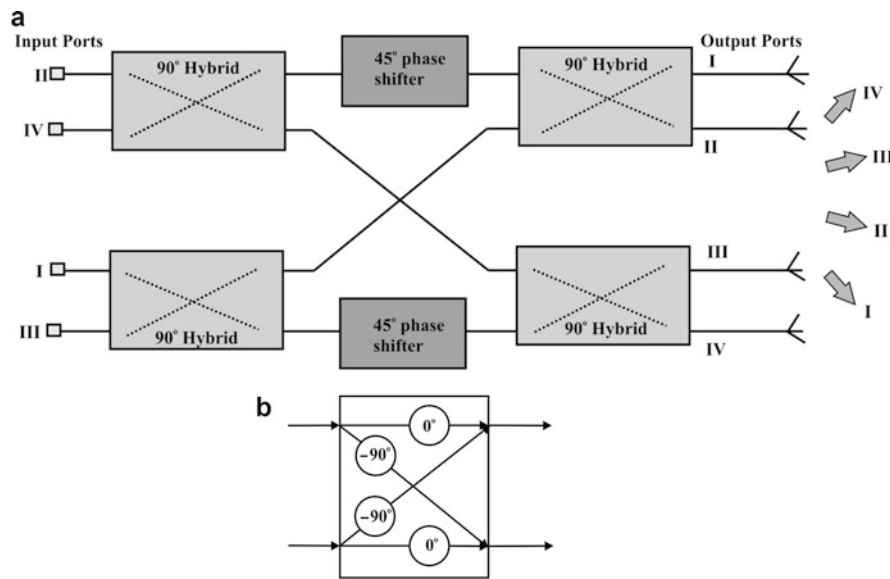 a
Input Ports
90° Hybrid
45° phase
shifter
90° Hybrid
Output Ports
I
II
IV
II
IV
III
II
I
I
III
90° Hybrid
45° phase
shifter
90° Hybrid
III
IV
b
0°
−90°
−90°
0°